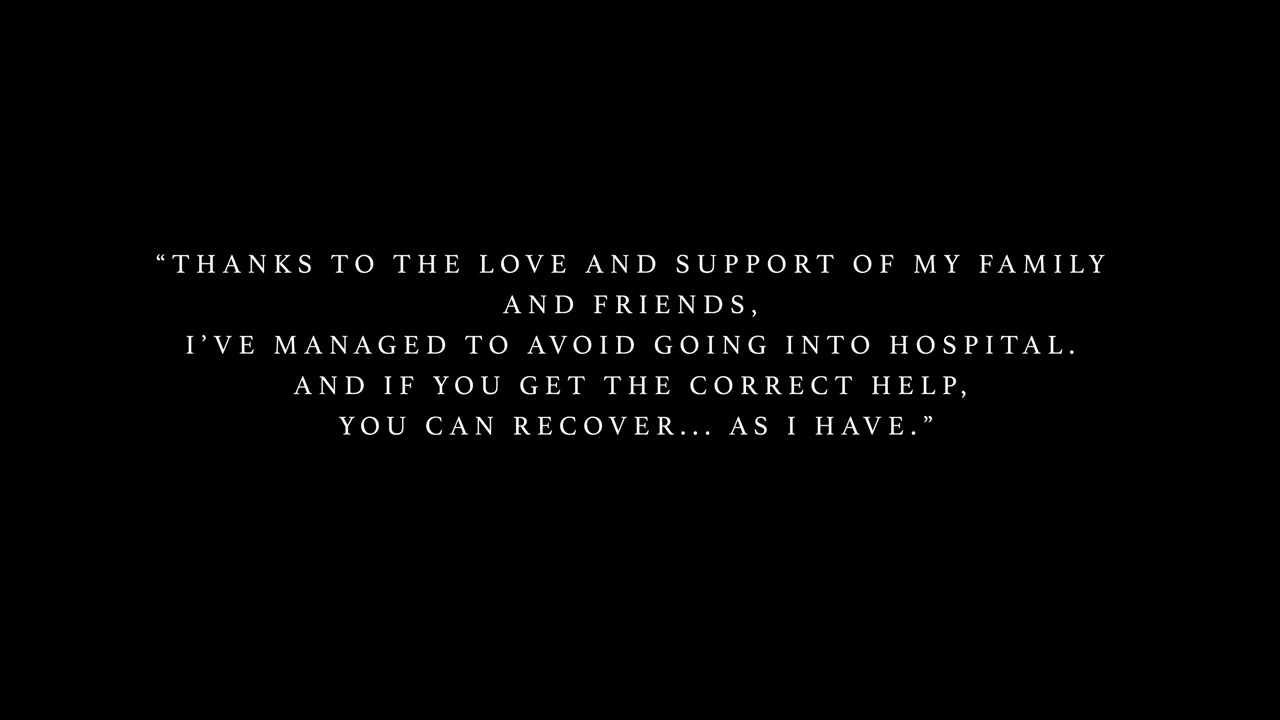 “THANKS TO THE LOVE AND SUPPORT OF MY FAMILY
AND FRIENDS,
I’VE MANAGED TO AVOID GOING INTO HOSPITAL.
AND IF YOU GET THE CORRECT HELP,
YOU CAN RECOVER... AS I HAVE.”